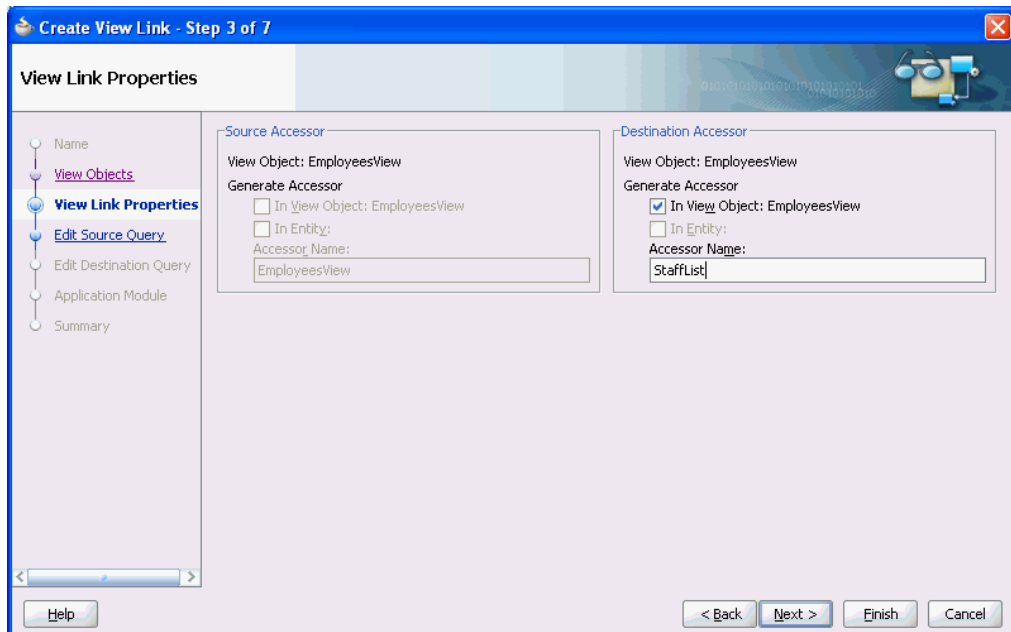 Create View Link - Step 3 of 7
View Link Properties
Name
View Objects
View Link Properties
Edit Source Query
Edit Destination Query
Application Module
Summary
Source Accessor
View Object: EmployeesView
Generate Accessor
In View Object: EmployeesView
In Entity:
Accessor Name:
EmployeesView
Destination Accessor
View Object: EmployeesView
Generate Accessor
In View Object: EmployeesView
In Entity:
Accessor Name:
StaffList
Help
< Back
Next >
Finish
Cancel